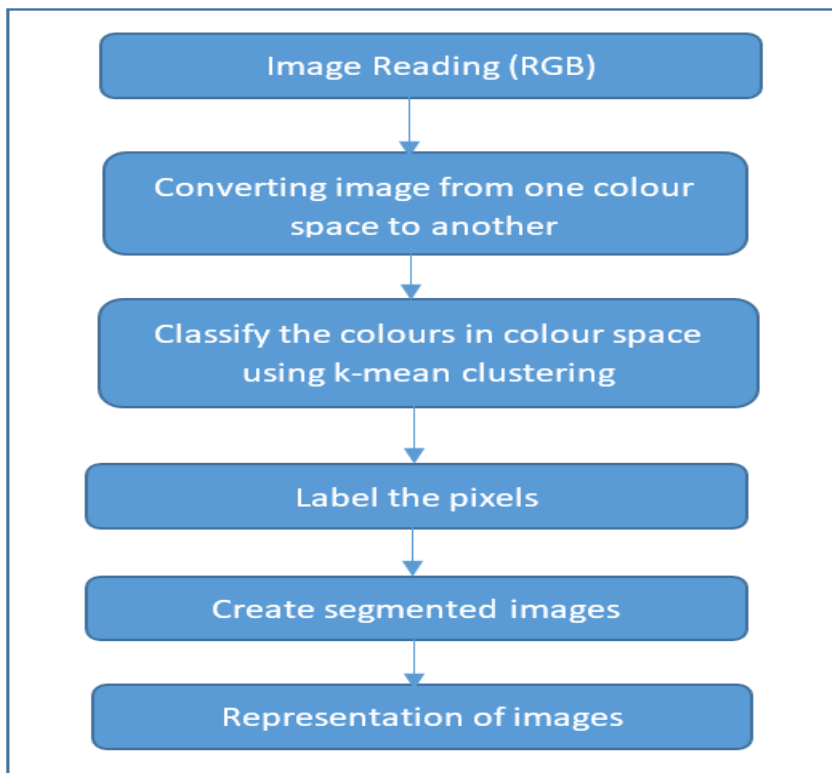 Image Reading (RGB)
Converting image from one colour
space to another
Classify the colours in colour space
using k-mean clustering
Label the pixels
Create segmented images
Representation of images